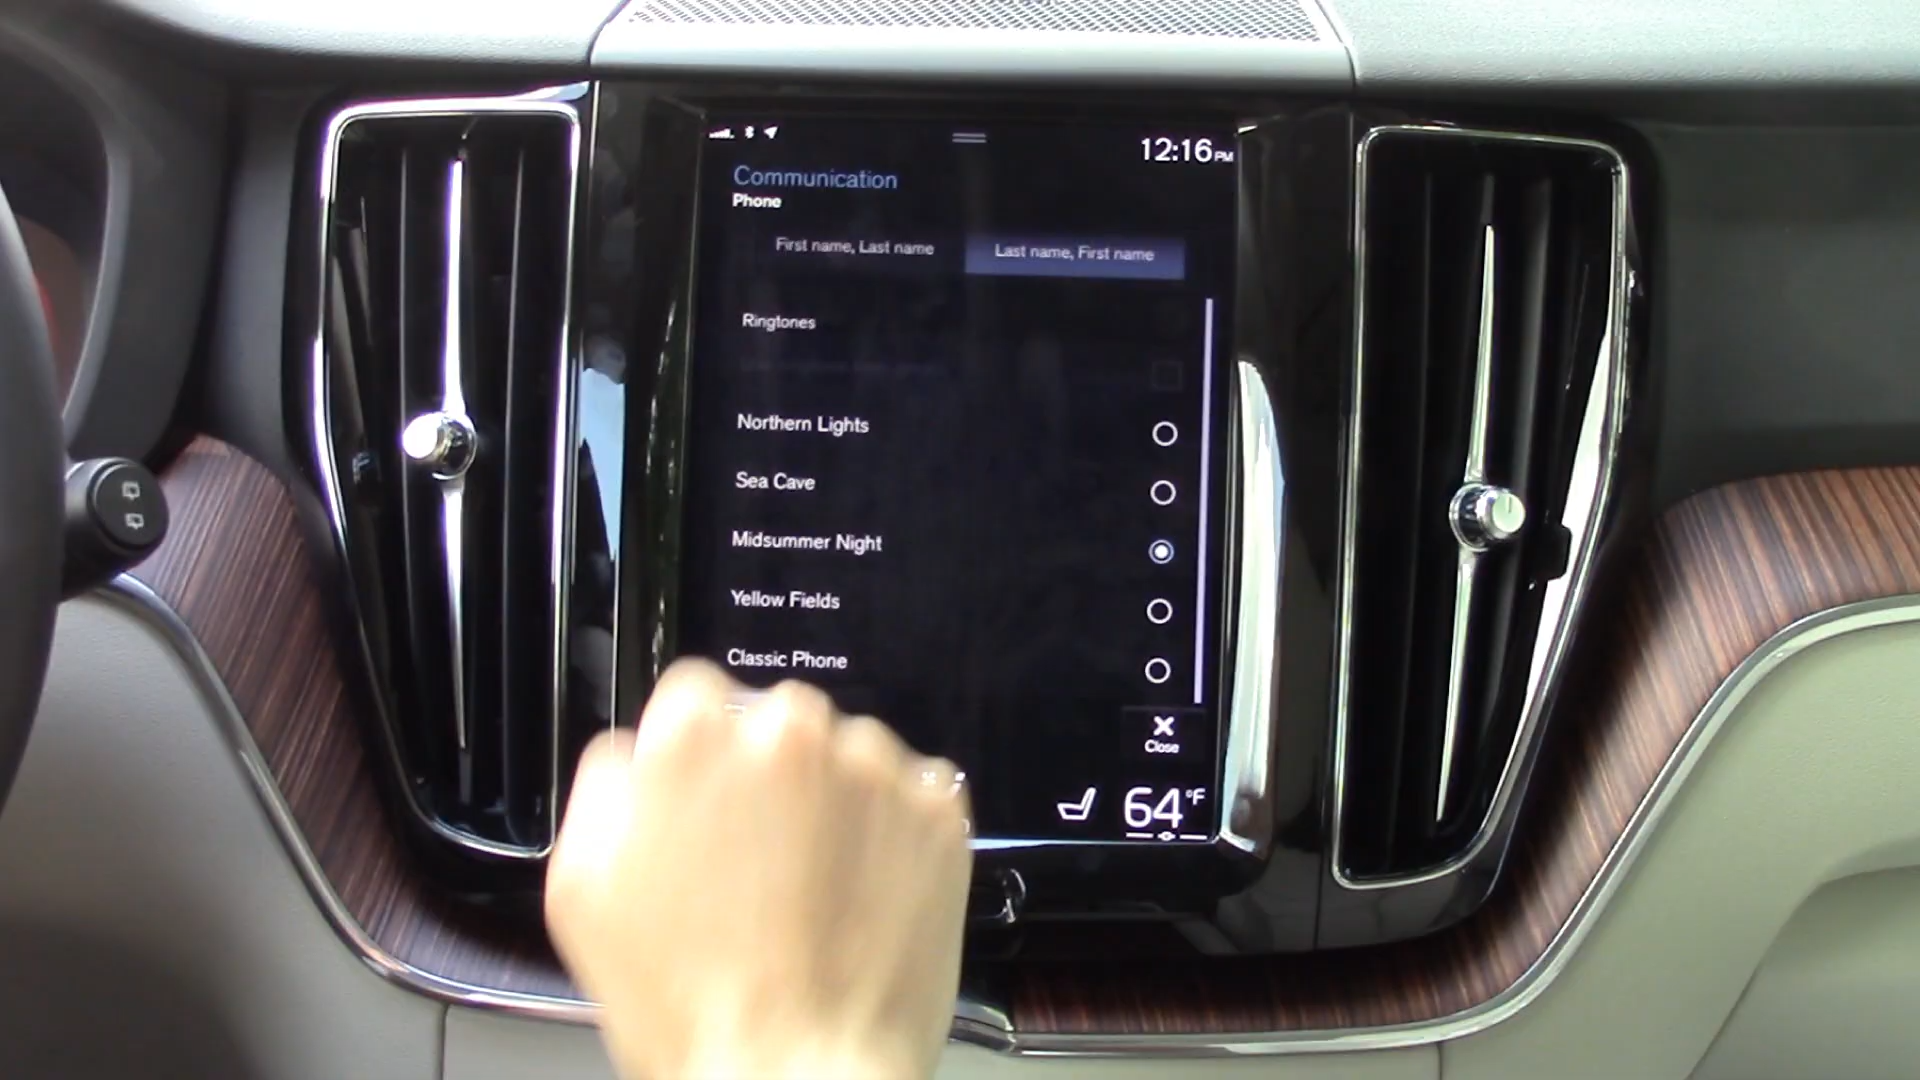 12:16PM
Communication
Phone
First name, Last name
Last name, First name
Ringtones
Northern Lights
Sea Cave
Midsummer Night
Yellow Fields
Classic Phone
Close
64°F